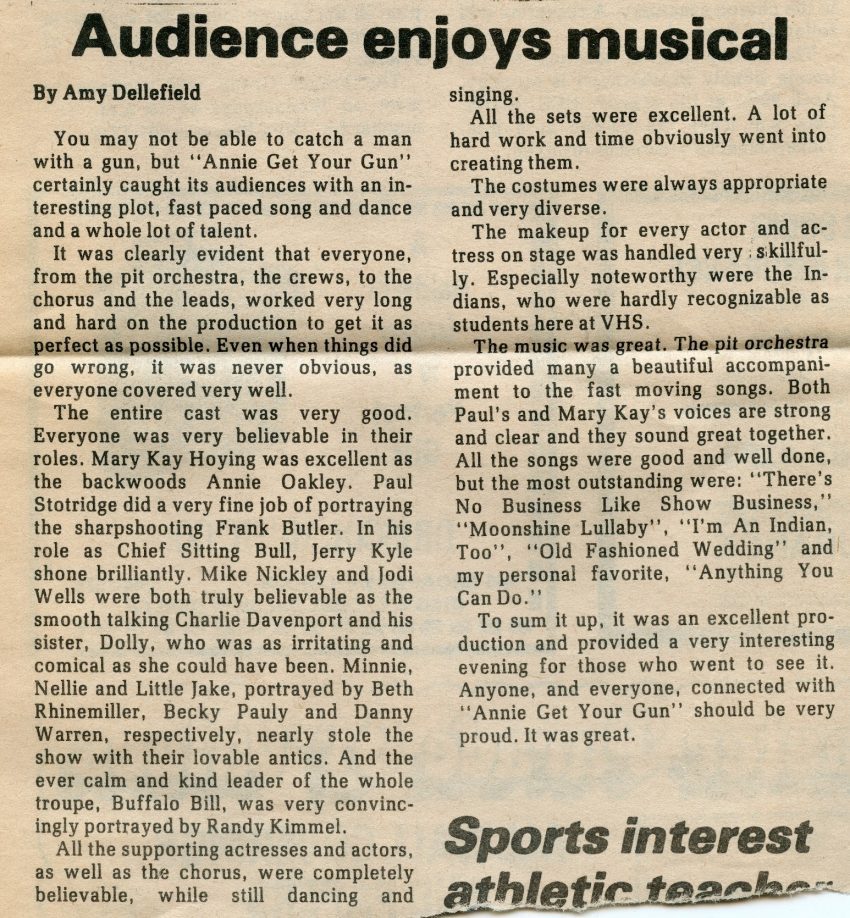 Audience enjoys musical
By Amy Dellefield
You may not be able to catch a man
with a gun, but "Annie Get Your Gun"
certainly caught its audiences with an in-
teresting plot, fast paced song and dance
and a whole lot of talent.
It was clearly evident that everyone,
from the pit orchestra, the crews, to the
chorus and the leads, worked very long
and hard on the production to get it as
perfect as possible. Even when things did
go wrong, it was never obvious, as
everyone covered very well.
The entire cast was very good.
Everyone was very believable in their
roles. Mary Kay Hoying was excellent as
the backwoods Annie Oakley. Paul
Stotridge did a very fine job of portraying
the sharpshooting Frank Butler. In his
role as Chief Sitting Bull, Jerry Kyle
shone brilliantly. Mike Nickley and Jodi
Wells were both truly believable as the
smooth talking Charlie Davenport and his
sister, Dolly, who was as irritating and
comical as she could have been. Minnie,
Nellie and Little Jake, portrayed by Beth
Rhinemiller, Becky Pauly and Danny
Warren, respectively, nearly stole the
show with their lovable antics. And the
ever calm and kind leader of the whole
troupe, Buffalo Bill, was very convinc-
ingly portrayed by Randy Kimmel.
All the supporting actresses and actors,
as well as the chorus, were completely
believable, while still dancing and
singing.
All the sets were excellent. A lot of
hard work and time obviously went into
creating them.
The costumes were always appropriate
and very diverse.
The makeup for every actor and ac-
tress on stage was handled very skillful-
ly. Especially noteworthy were the In-
dians, who were hardly recognizable as
students here at VHS.
The music was great. The pit orchestra
provided many a beautiful accompani-
ment to the fast moving songs. Both
Paul's and Mary Kay's voices are strong
and clear and they sound great together.
All the songs were good and well done,
but the most outstanding were: "There's
No Business Like Show Business,"
"Moonshine Lullaby", "I'm An Indian,
Too", "Old Fashioned Wedding" and
my personal favorite, "Anything You
Can Do."
To sum it up, it was an excellent pro-
duction and provided a very interesting
evening for those who went to see it.
Anyone, and everyone, connected with
"Annie Get Your Gun" should be very
proud. It was great.
Sports interest
athletic teacher